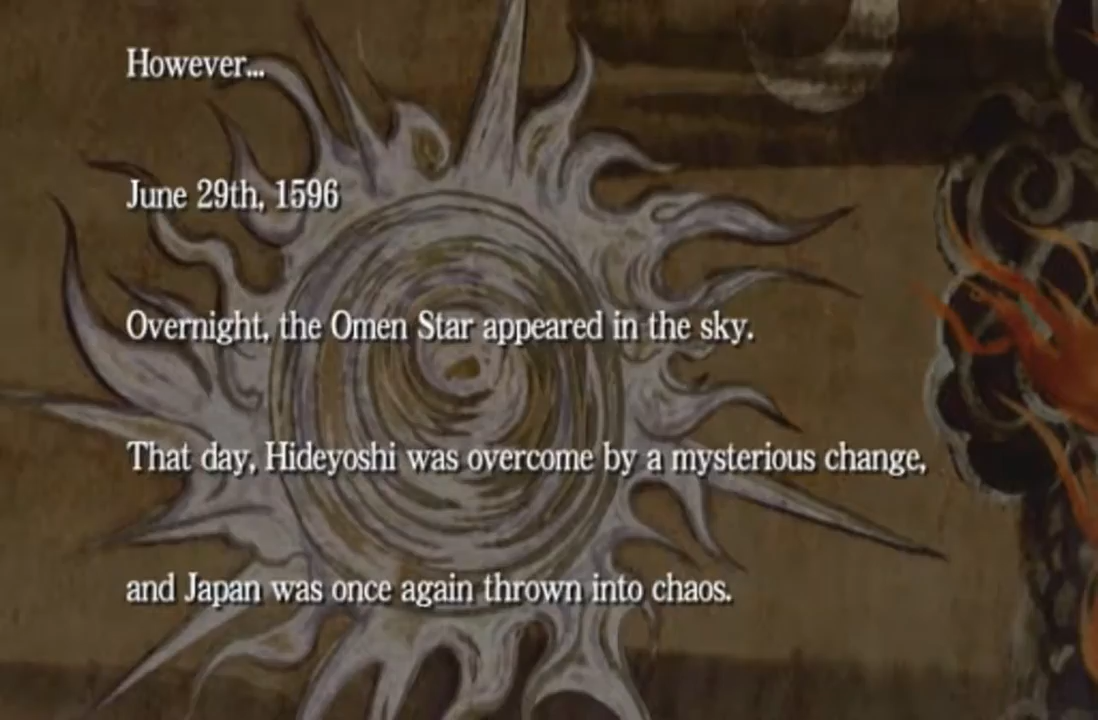 However...
June 29th, 1596
Overnight, the Omen Star appeared in the sky.
That day, Hideyoshi was overcome by a mysterious change,
and Japan was once again thrown into chaos.